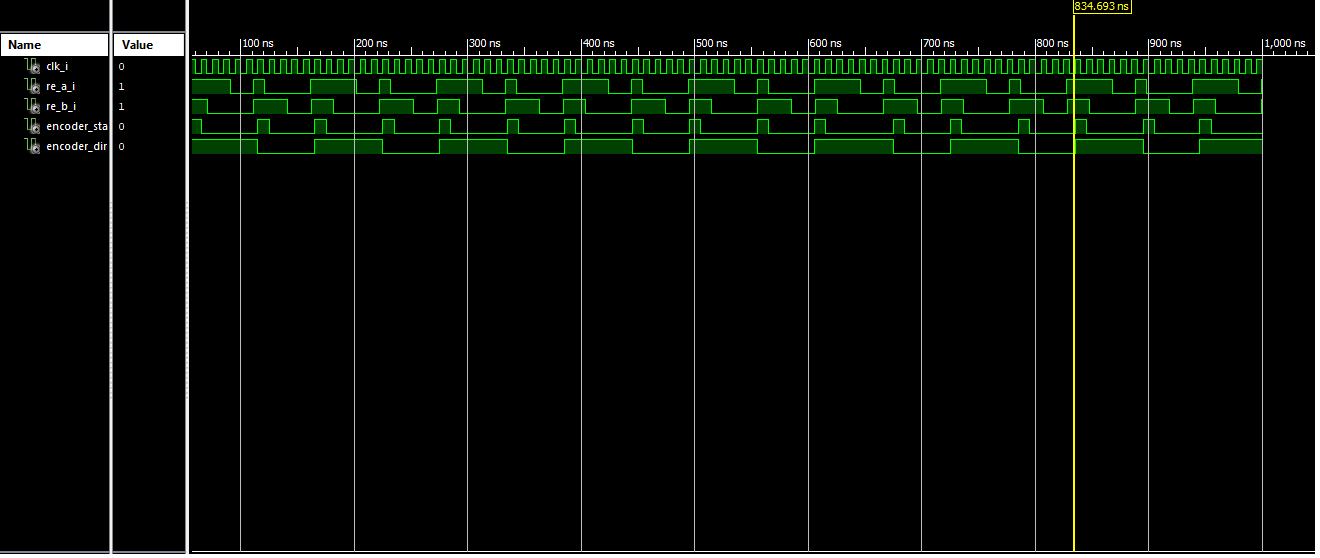 834.693 ns
Name Value 100 ns 200 ns 300 ns 400 ns 500 ns 600 ns 700 ns 800 ns 900 ns 1,000 ns
clk_i 0
re_a_i 1
re_b_i 1
encoder_sta 0
encoder_dir 0